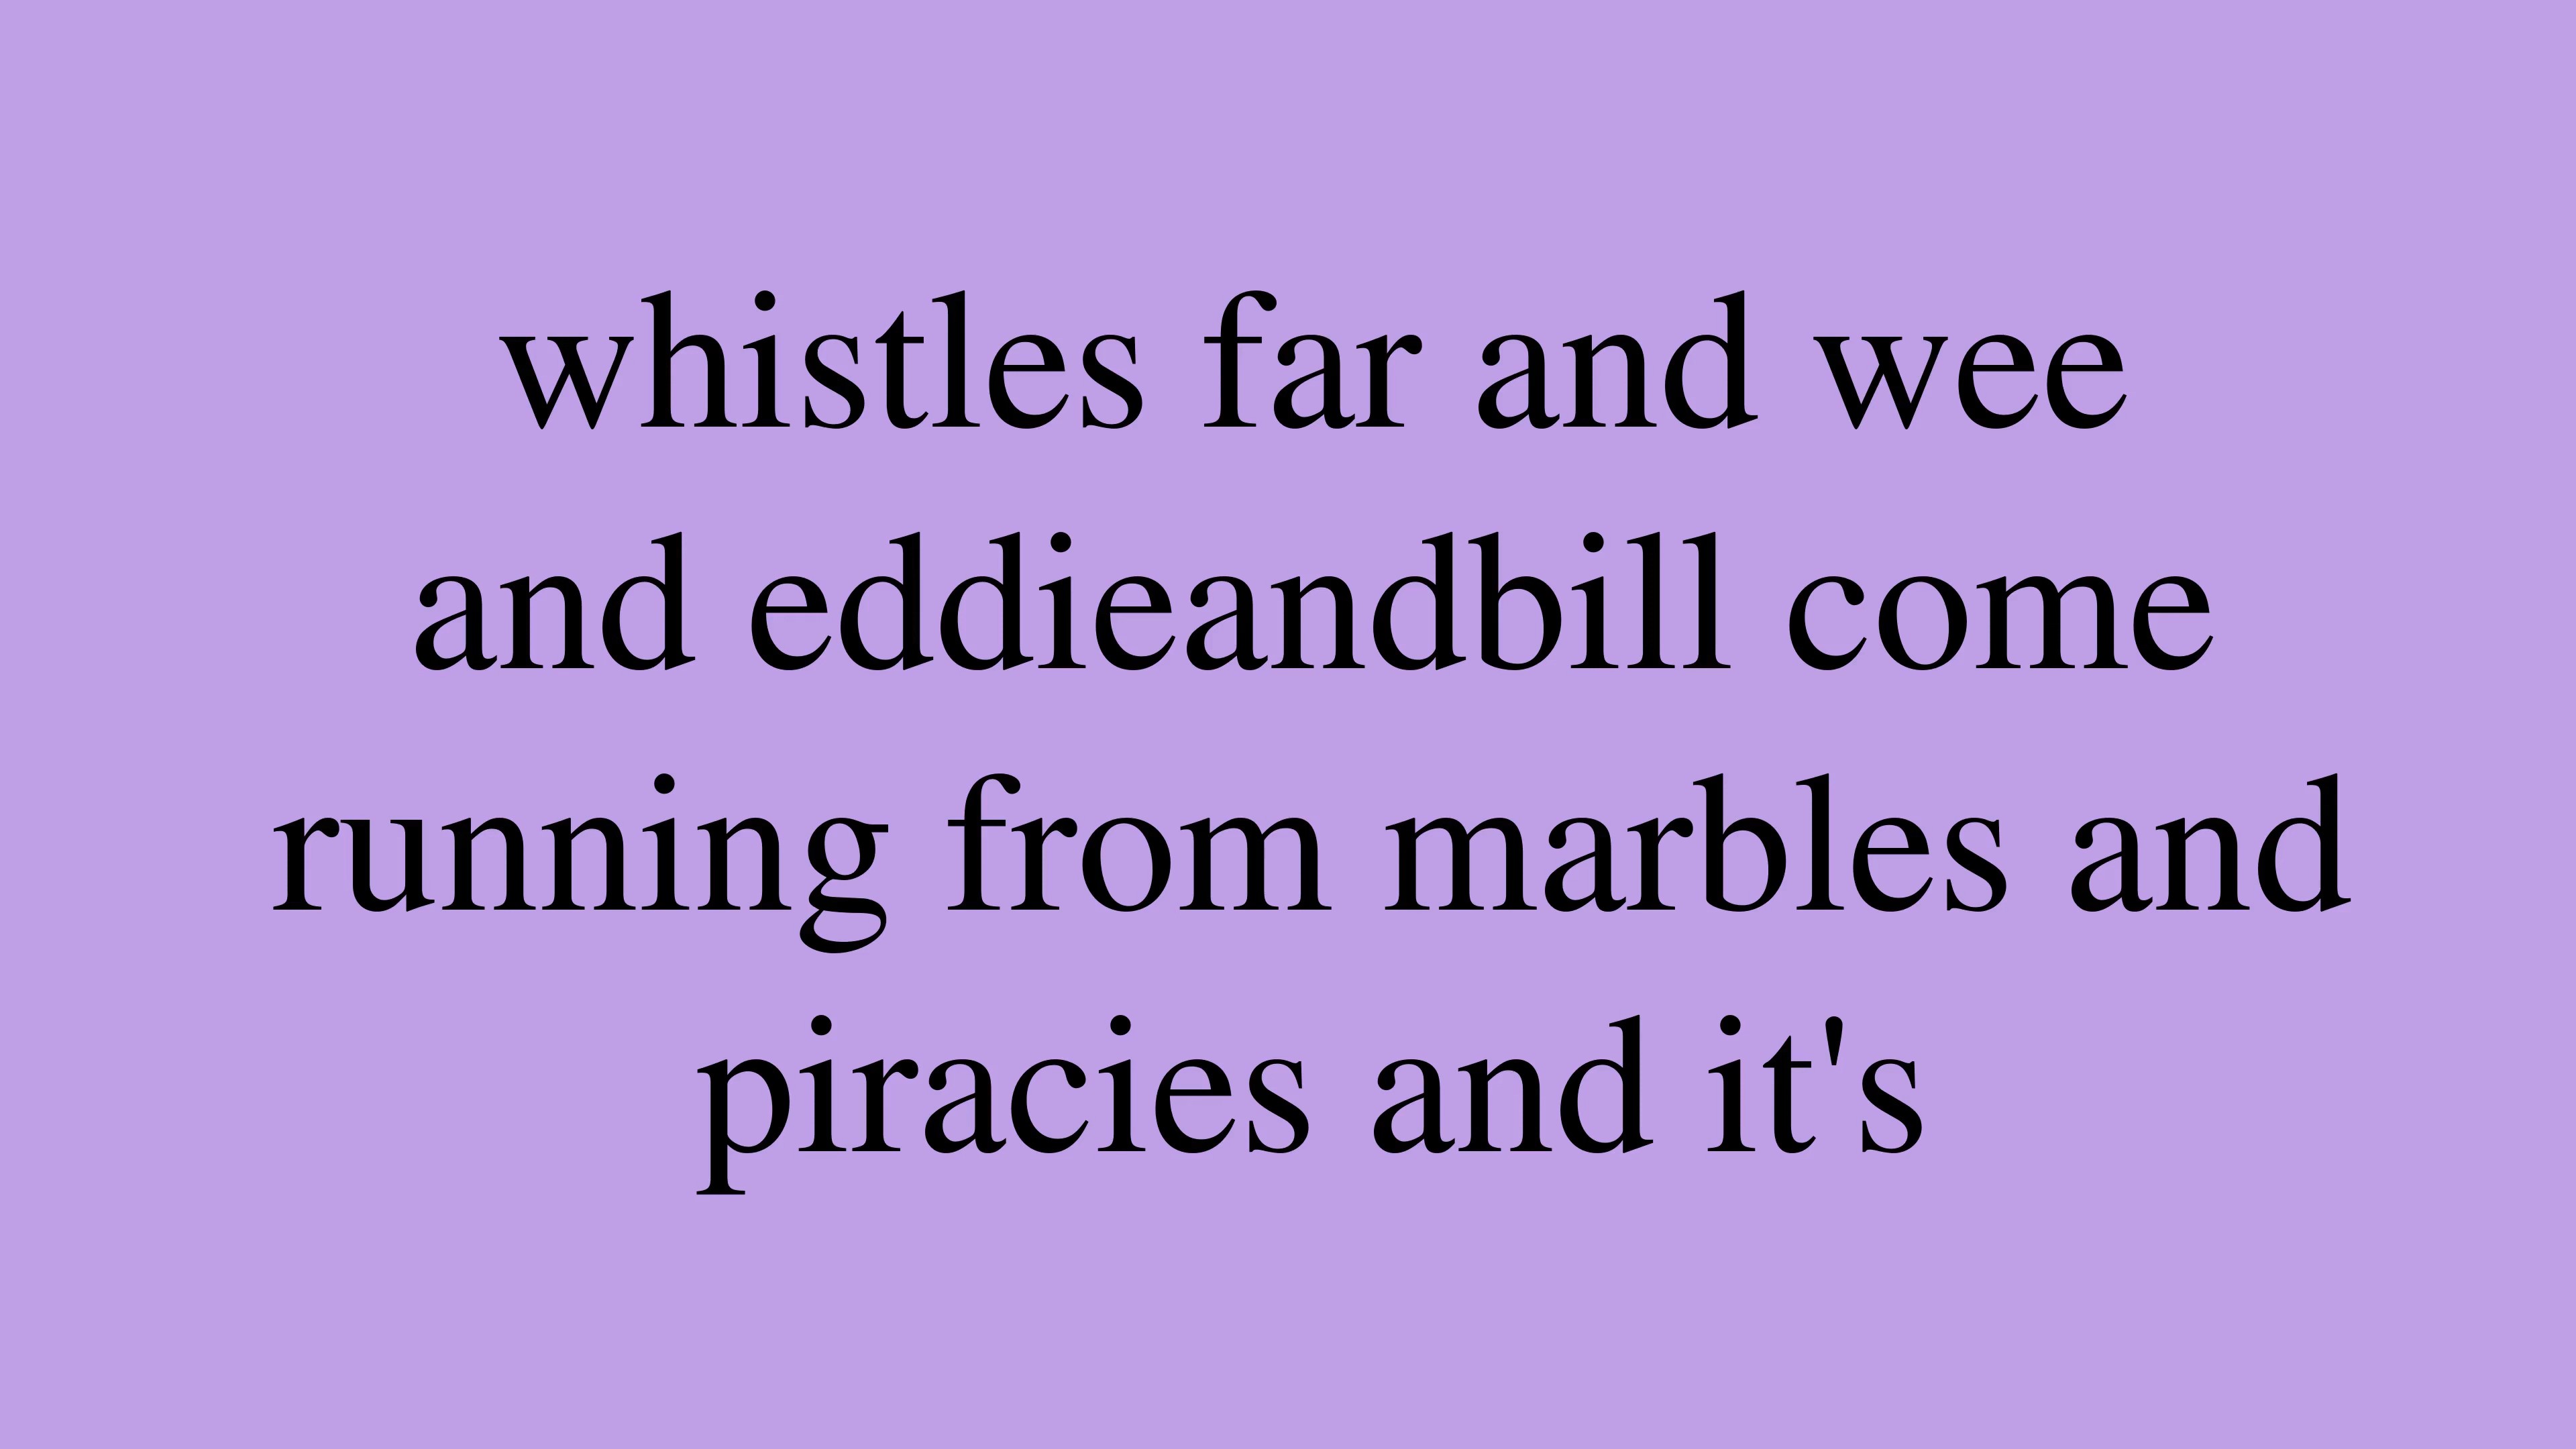 whistles far and wee
and eddieandbill come
running from marbles and
piracies and it's